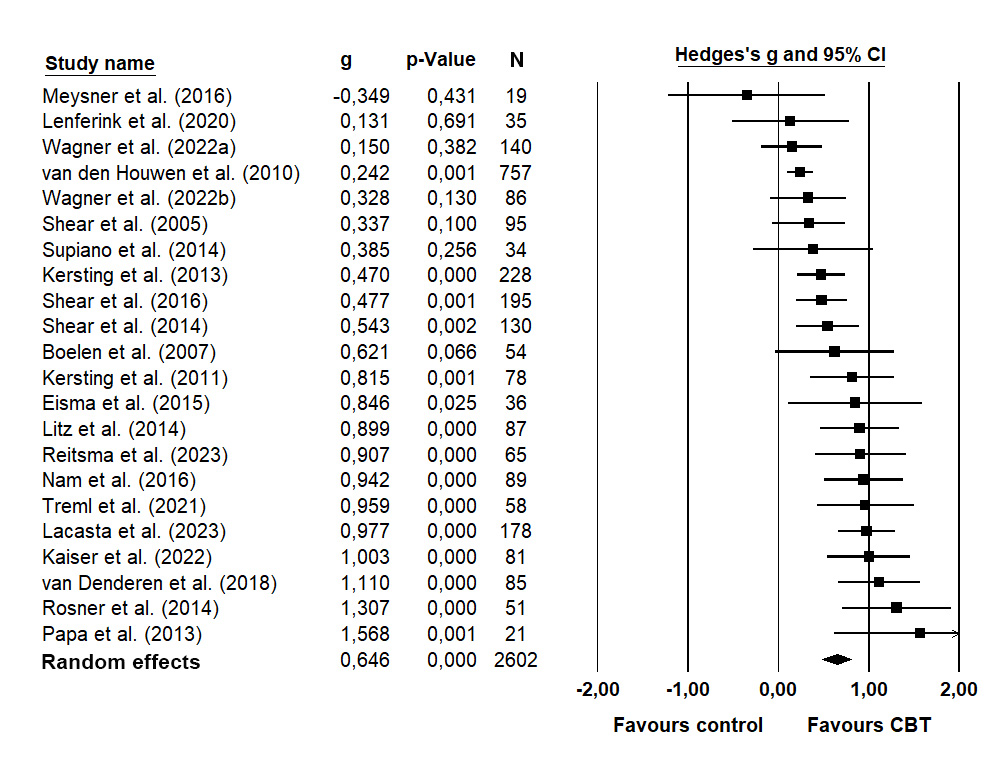 Study name g p-Value N Hedges's g and 95% CI
Meysner et al. (2016) -0,349 0,431 19
Lenferink et al. (2020) 0,131 0,691 35
Wagner et al. (2022a) 0,150 0,382 140
van den Houwen et al. (2010) 0,242 0,001 757
Wagner et al. (2022b) 0,328 0,130 86
Shear et al. (2005) 0,337 0,100 95
Supiano et al. (2014) 0,385 0,256 34
Kersting et al. (2013) 0,470 0,000 228
Shear et al. (2016) 0,477 0,001 195
Shear et al. (2014) 0,543 0,002 130
Boelen et al. (2007) 0,621 0,066 54
Kersting et al. (2011) 0,815 0,001 78
Eisma et al. (2015) 0,846 0,025 36
Litz et al. (2014) 0,899 0,000 87
Reitsma et al. (2023) 0,907 0,000 65
Nam et al. (2016) 0,942 0,000 89
Treml et al. (2021) 0,959 0,000 58
Lacasta et al. (2023) 0,977 0,000 178
Kaiser et al. (2022) 1,003 0,000 81
van Denderen et al. (2018) 1,110 0,000 85
Rosner et al. (2014) 1,307 0,000 51
Papa et al. (2013) 1,568 0,001 21
Random effects 0,646 0,000 2602
-2,00 -1,00 0,00 1,00 2,00
Favours control Favours CBT